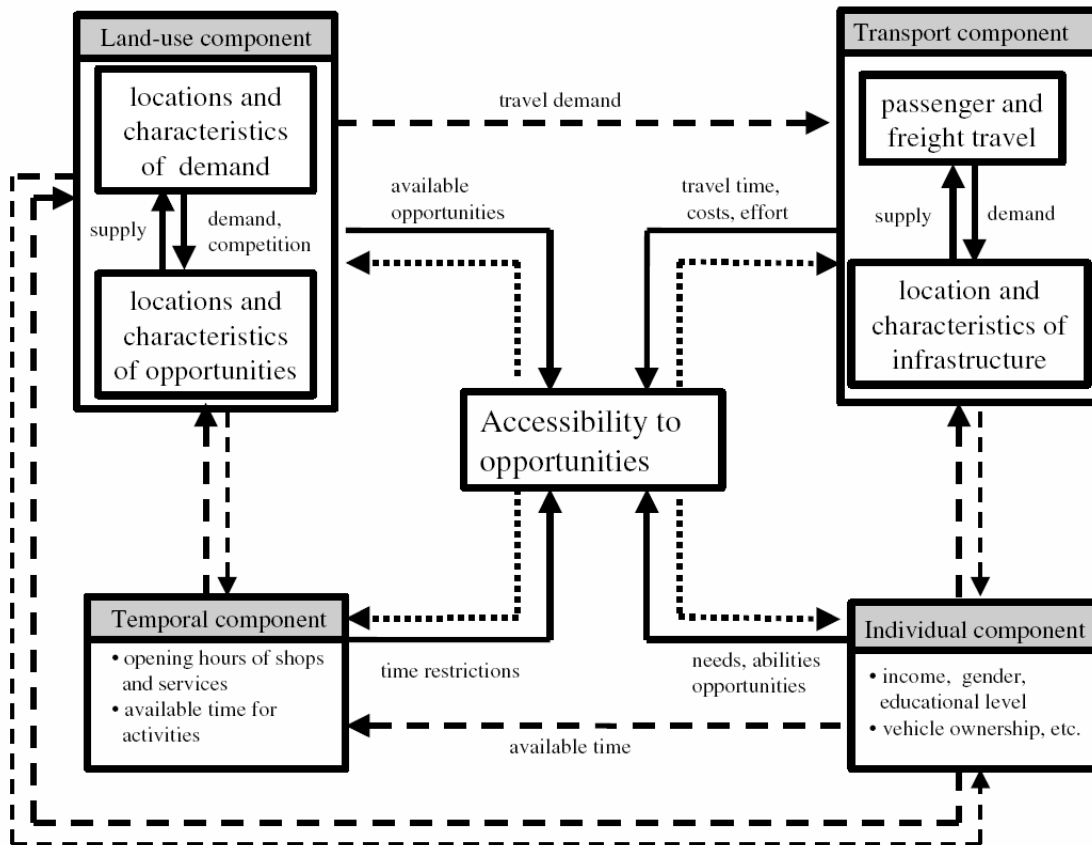 Land-use component
locations and
characteristics
of demand
supply
demand,
competition
locations and
characteristics
of opportunities
travel demand
available
opportunities
Transport component
passenger and
freight travel
travel time,
costs, effort
supply
demand
location and
characteristics of
infrastructure
Accessibility to
opportunities
Temporal component
• opening hours of shops
and services
• available time for
activities
time restrictions
needs, abilities
opportunities
available time
Individual component
• income, gender,
educational level
• vehicle ownership, etc.